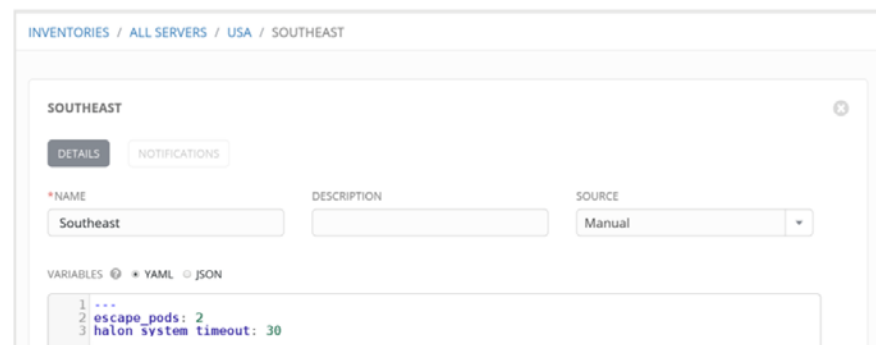 INVENTORIES / ALL SERVERS / USA / SOUTHEAST
SOUTHEAST
DETAILS NOTIFICATIONS
*NAME DESCRIPTION SOURCE
Southeast Manual
VARIABLES YAML JSON
1 ---
2 escape_pods: 2
3 halon_system_timeout: 30